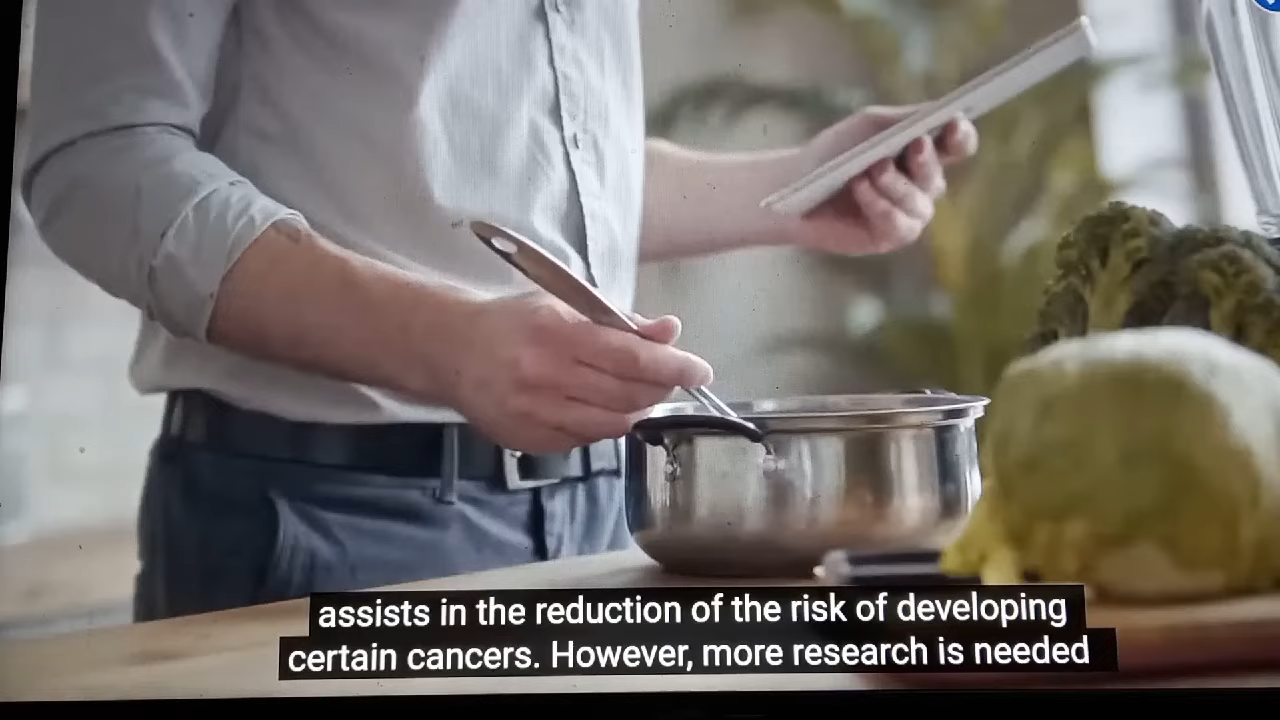 assists in the reduction of the risk of developing
certain cancers. However, more research is needed